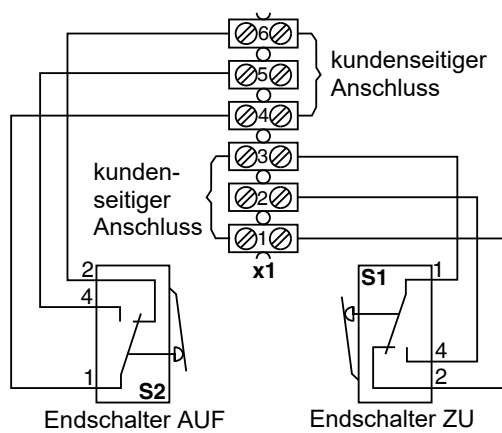 6
5
4
3
2
1
x1
kundenseitiger
Anschluss
kunden-
seitiger
Anschluss
2
4
1
S2
Endschalter AUF
S1
1
4
2
Endschalter ZU